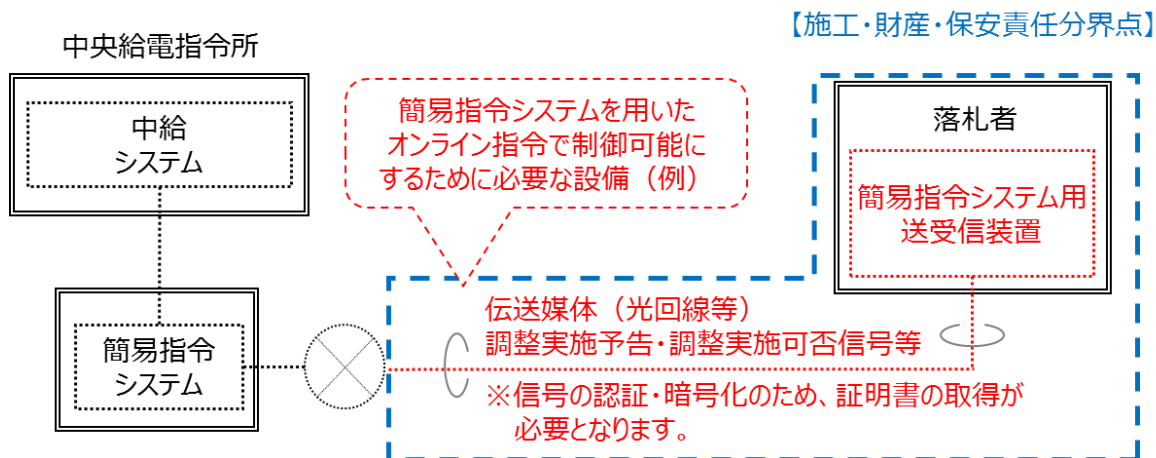 【施工・財産・保安責任分界点】
中央給電指令所
中給
システム
簡易指令システムを用いた
オンライン指令で制御可能に
するために必要な設備（例）
落札者
簡易指令システム用
送受信装置
簡易指令
システム
伝送媒体（光回線等）
調整実施予告・調整実施可否信号等
※信号の認証・暗号化のため、証明書の取得が
必要となります。